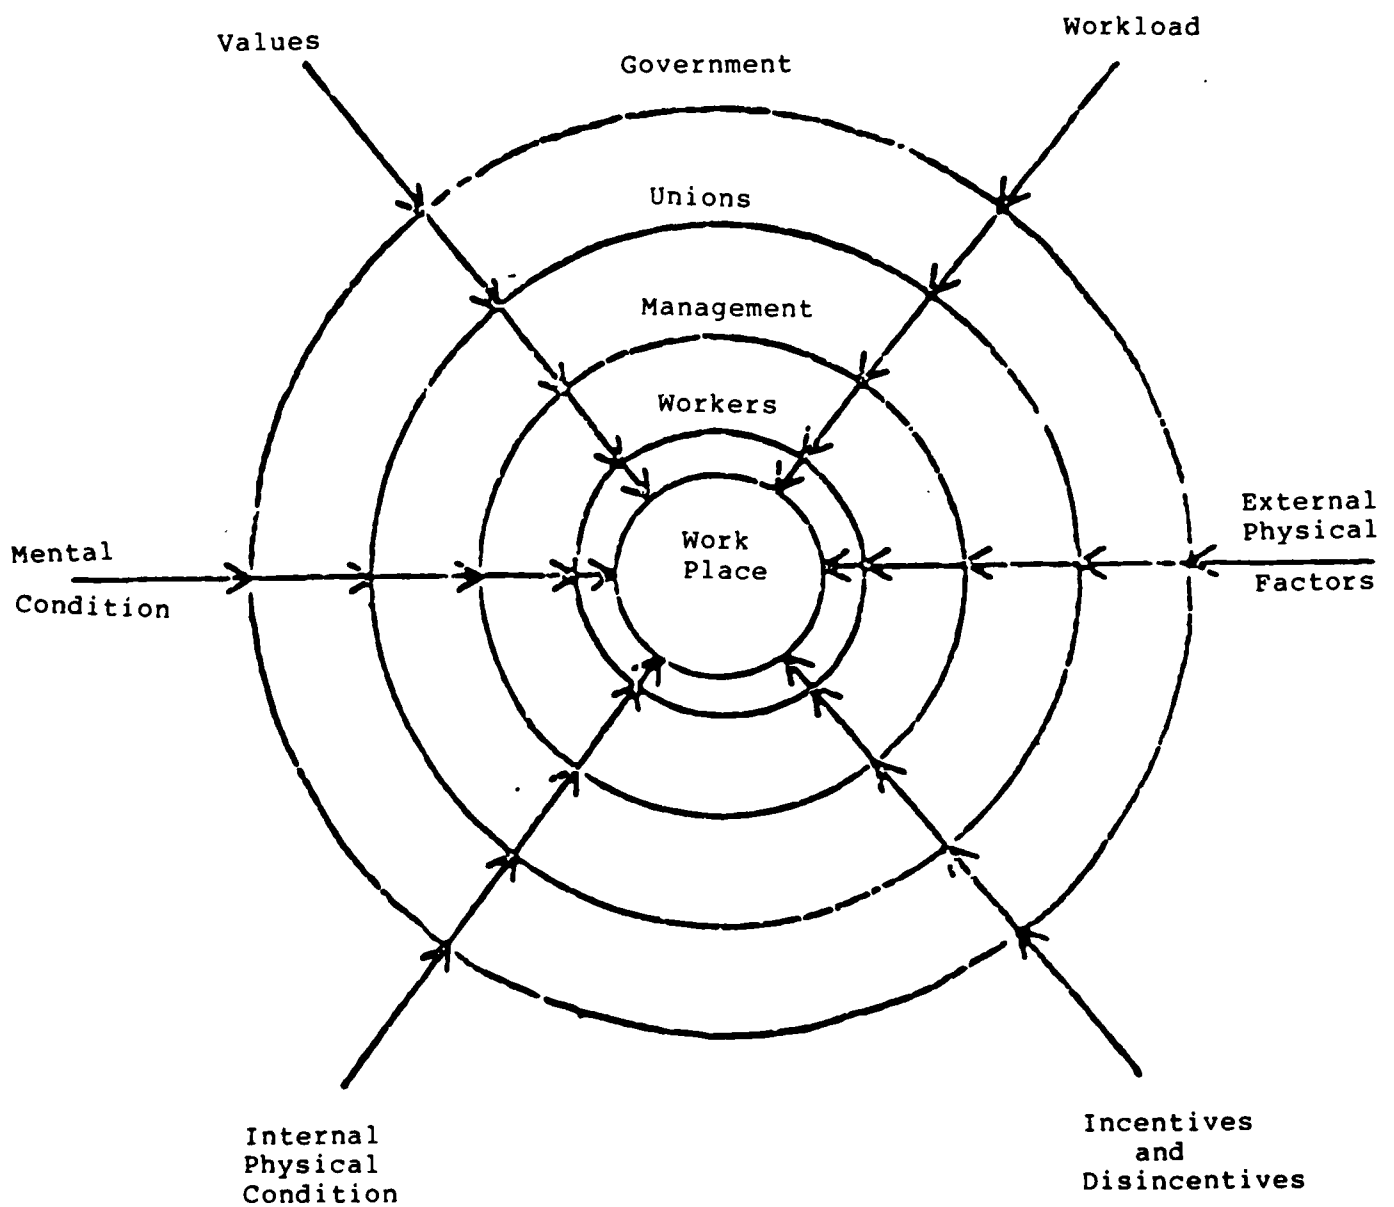 Values
Workload
Government
Unions
Management
Workers
Work
Place
External
Physical
Factors
Mental
Condition
Internal
Physical
Condition
Incentives
and
Disincentives